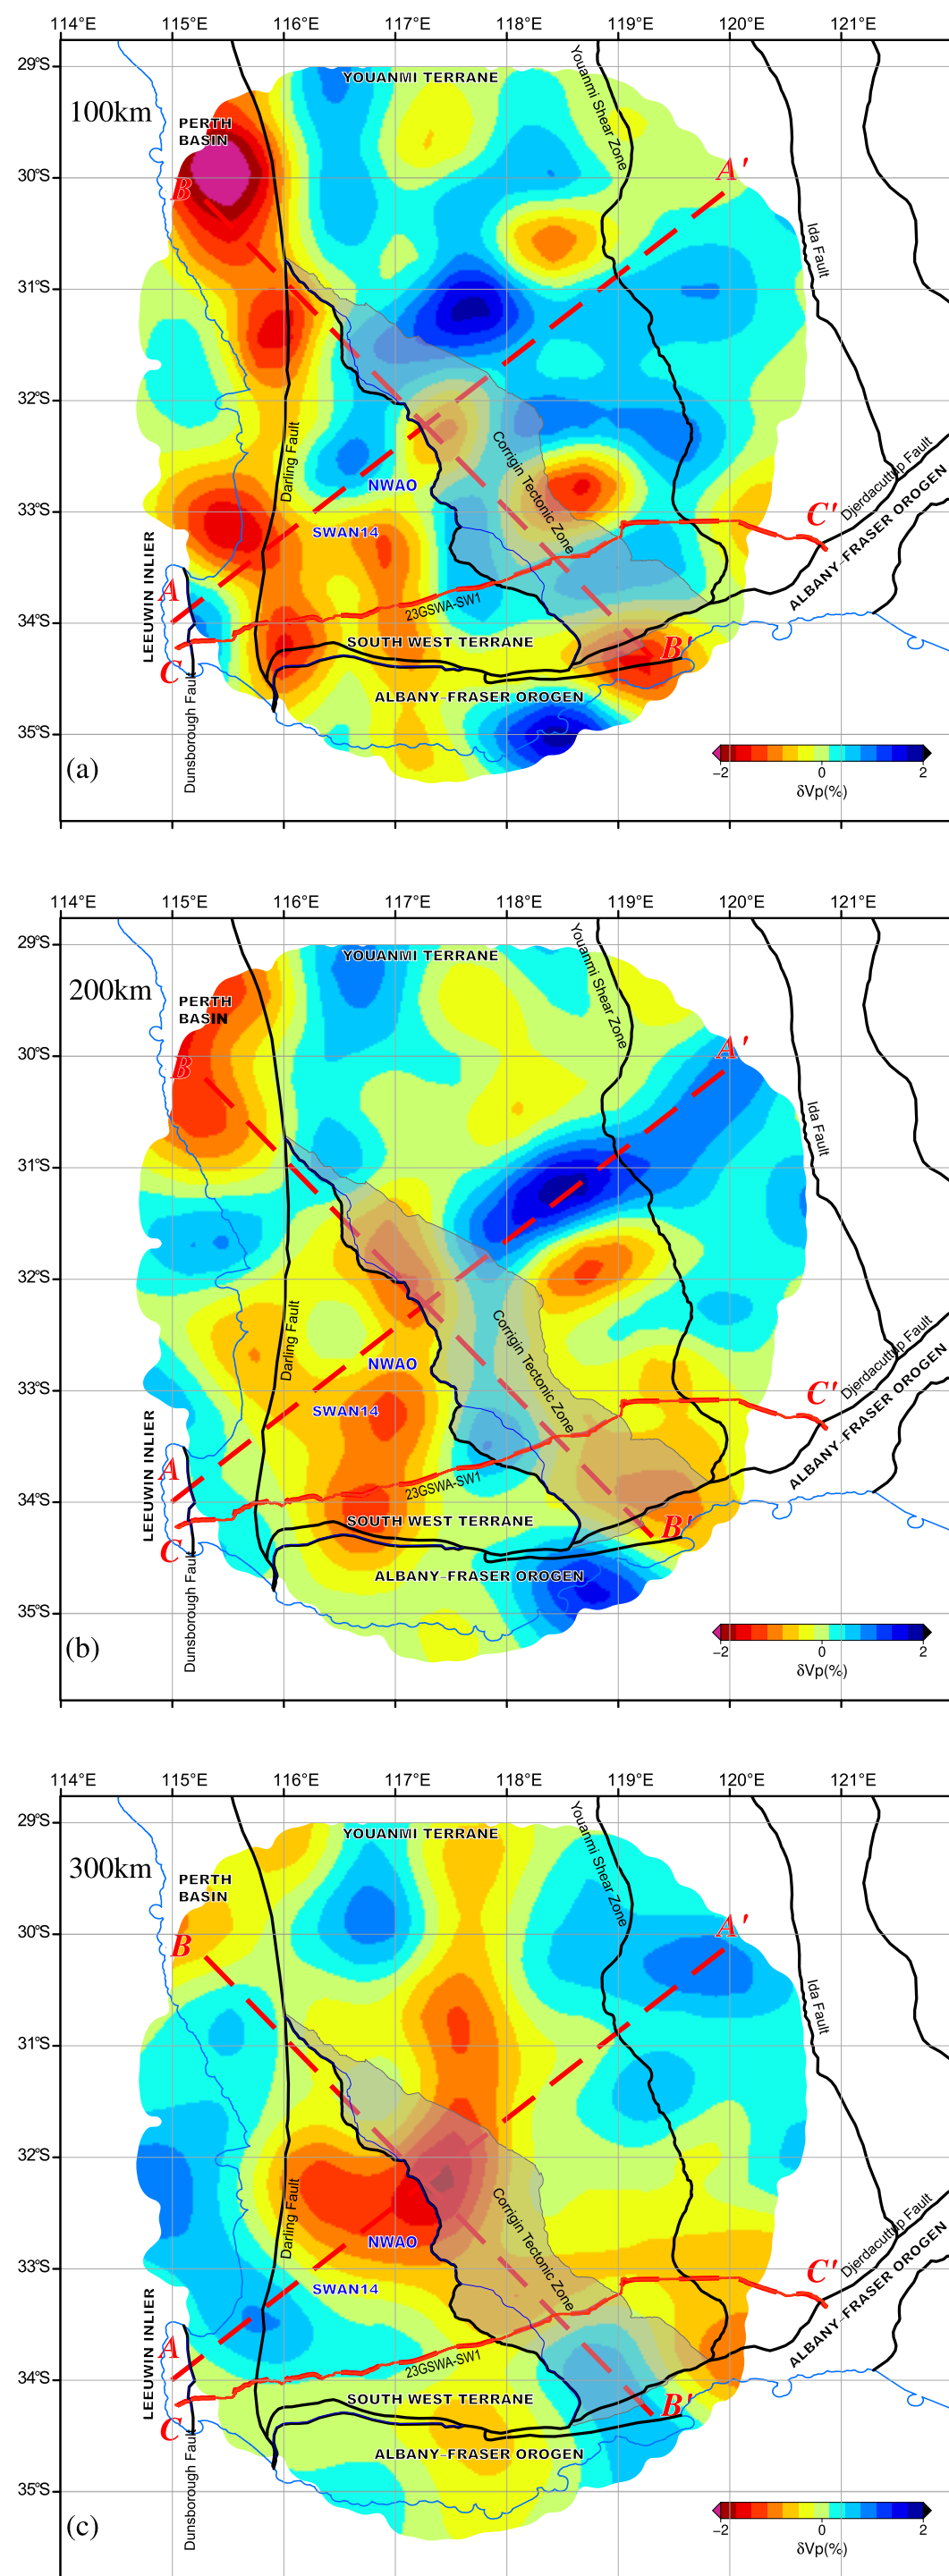 114°E 115°E 116°E 117°E 118°E 119°E 120°E 121°E
29°S
YOUANMI TERRANE
Youanmi Shear Zone
100km
PERTH
BASIN
30°S
B
A'
Ida Fault
31°S
32°S
Darling Fault
Corrigin Tectonic Zone
NWAO
Djerdacuttup Fault
33°S
SWAN14
C'
ALBANY–FRASER OROGEN
LEEUWIN INLIER
A
23GSWA-SW1
34°S
SOUTH WEST TERRANE
B'
C
ALBANY–FRASER OROGEN
Dunsborough Fault
35°S
(a)
−2 0 2
δVp(%)
114°E 115°E 116°E 117°E 118°E 119°E 120°E 121°E
29°S
YOUANMI TERRANE
Youanmi Shear Zone
200km
PERTH
BASIN
30°S
B
A'
Ida Fault
31°S
32°S
Darling Fault
Corrigin Tectonic Zone
NWAO
Djerdacuttup Fault
33°S
SWAN14
C'
ALBANY–FRASER OROGEN
LEEUWIN INLIER
A
23GSWA-SW1
34°S
SOUTH WEST TERRANE
B'
C
ALBANY–FRASER OROGEN
Dunsborough Fault
35°S
(b)
−2 0 2
δVp(%)
114°E 115°E 116°E 117°E 118°E 119°E 120°E 121°E
29°S
YOUANMI TERRANE
Youanmi Shear Zone
300km
PERTH
BASIN
30°S
B
A'
Ida Fault
31°S
32°S
Darling Fault
Corrigin Tectonic Zone
NWAO
Djerdacuttup Fault
33°S
SWAN14
C'
ALBANY–FRASER OROGEN
LEEUWIN INLIER
A
23GSWA-SW1
34°S
SOUTH WEST TERRANE
B'
C
ALBANY–FRASER OROGEN
Dunsborough Fault
35°S
(c)
−2 0 2
δVp(%)